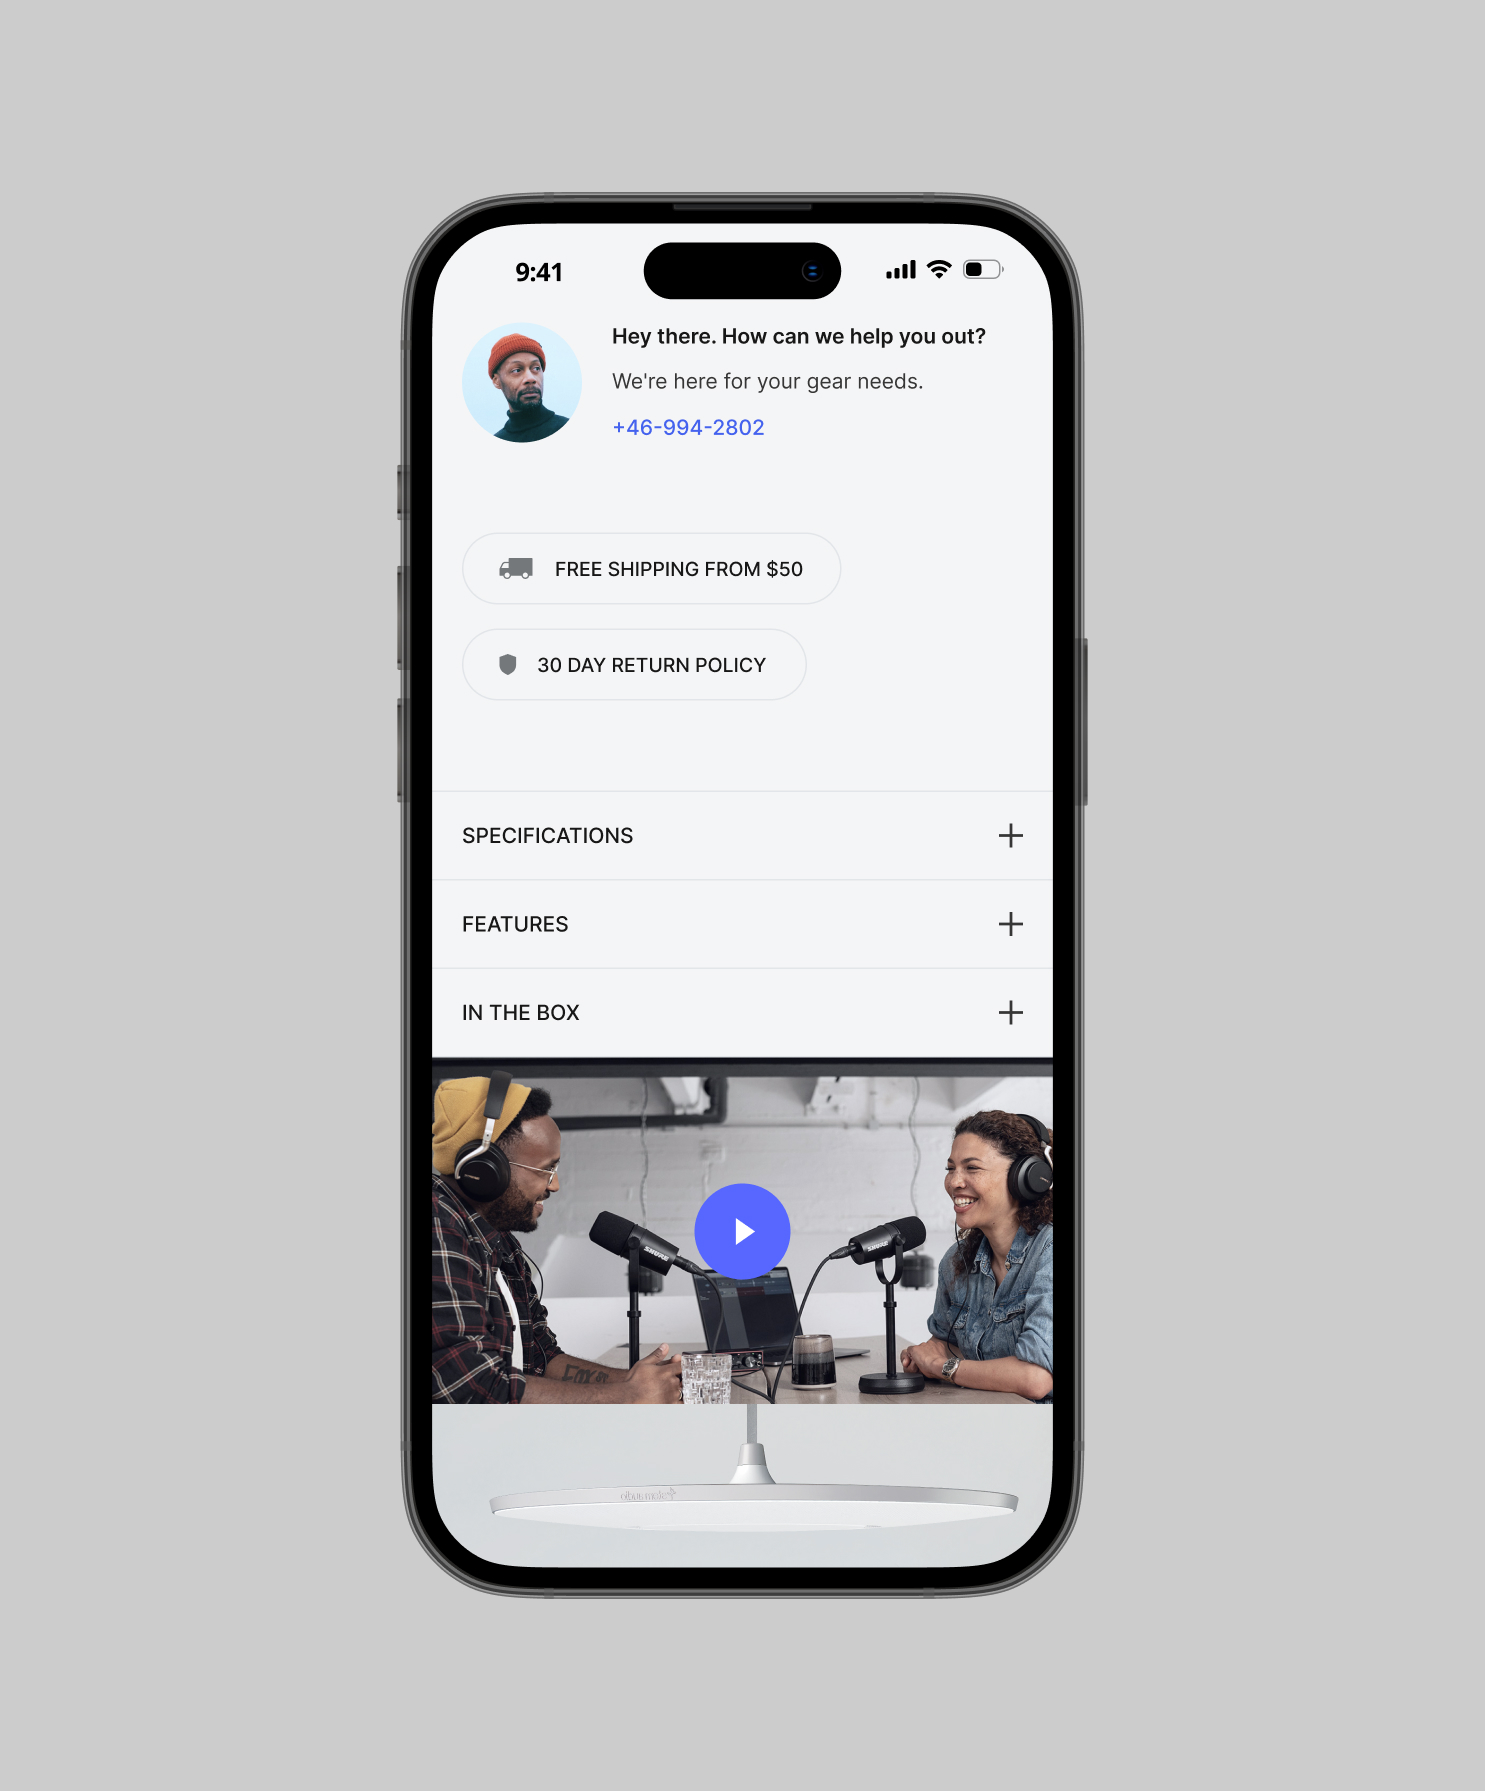 9:41
Hey there. How can we help you out?
We're here for your gear needs.
+46-994-2802
FREE SHIPPING FROM $50
30 DAY RETURN POLICY
SPECIFICATIONS
FEATURES
IN THE BOX
SHURE
SHURE